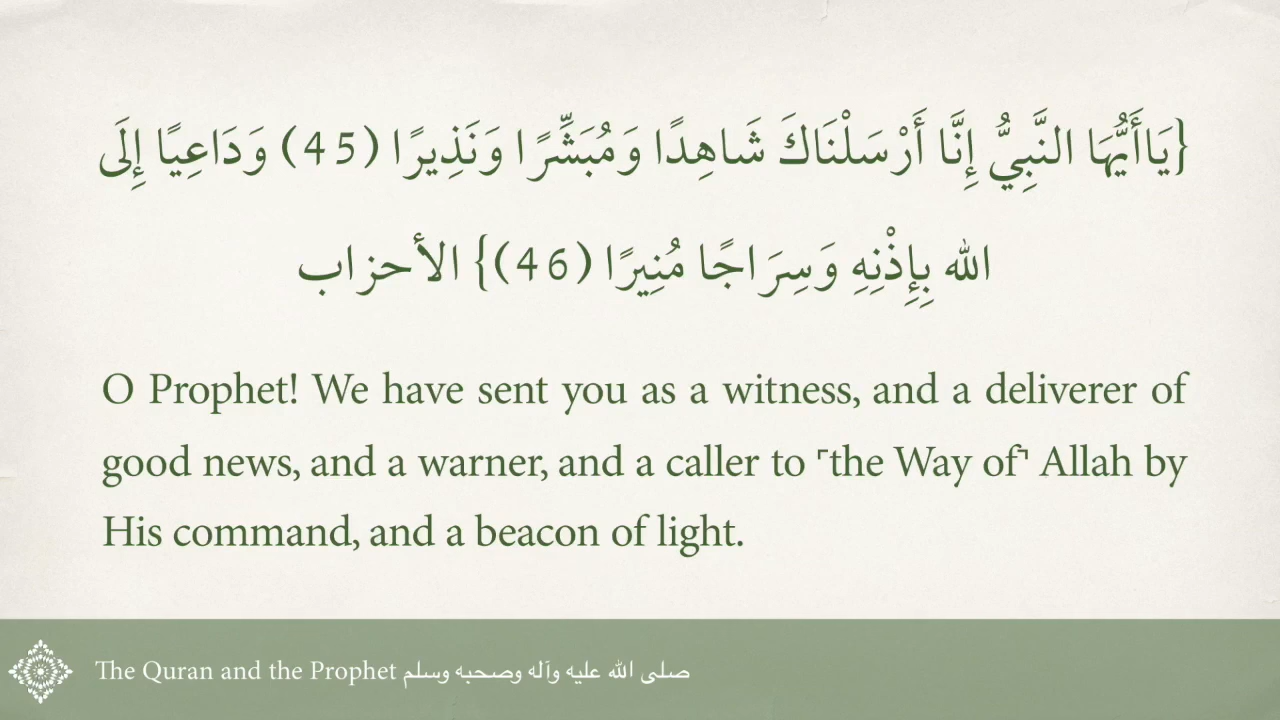 {يَاأَيُّهَا النَّبِيُّ إِنَّا أَرْسَلْنَاكَ شَاهِدًا وَمُبَشِّرًا وَنَذِيرًا (45) وَدَاعِيًا إِلَى
الله بِإِذْنِهِ وَسِرَاجًا مُنِيرًا (46)} الأحزاب
O Prophet! We have sent you as a witness, and a deliverer of
good news, and a warner, and a caller to ⌜the Way of⌝ Allah by
His command, and a beacon of light.
The Quran and the Prophet صلى الله عليه وآله وصحبه وسلم